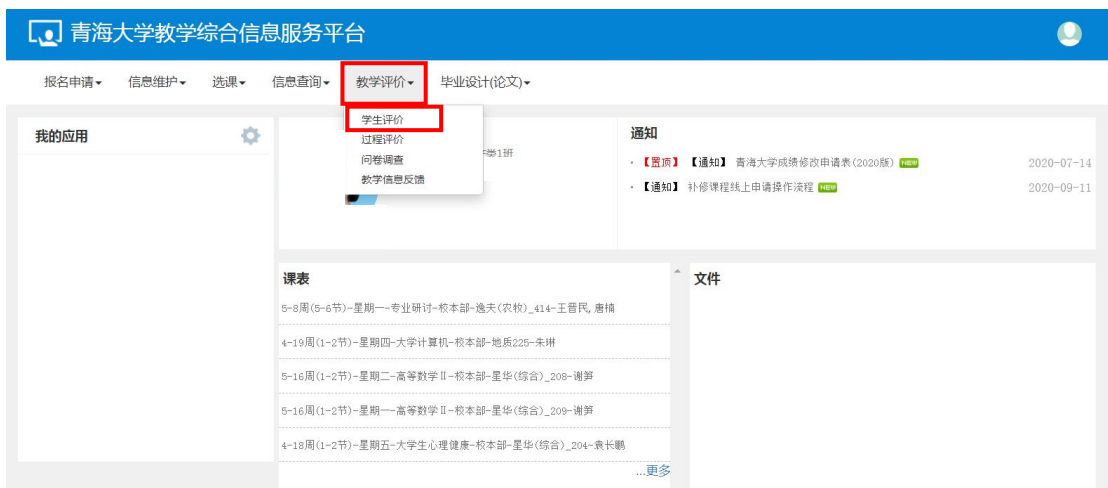 青海大学教学综合信息服务平台
报名申请 信息维护 选课 信息查询 教学评价 毕业设计(论文)
学生评价
过程评价
问卷调查
教学信息反馈
我的应用
类1班
通知
【置顶】【通知】 青海大学成绩修改申请表(2020版) NEW 2020-07-14
【通知】 补修课程线上申请操作流程 NEW 2020-09-11
课表
5-8周(5-6节)-星期一-专业研讨-校本部-逸夫(农牧)_414-王晋民,唐楠
4-19周(1-2节)-星期四-大学计算机-校本部-地质225-朱琳
5-16周(1-2节)-星期二-高等数学Ⅱ-校本部-星华(综合)_208-谢笋
5-16周(1-2节)-星期一-高等数学Ⅱ-校本部-星华(综合)_209-谢笋
4-18周(1-2节)-星期五-大学生心理健康-校本部-星华(综合)_204-袁长鹏
...更多
文件